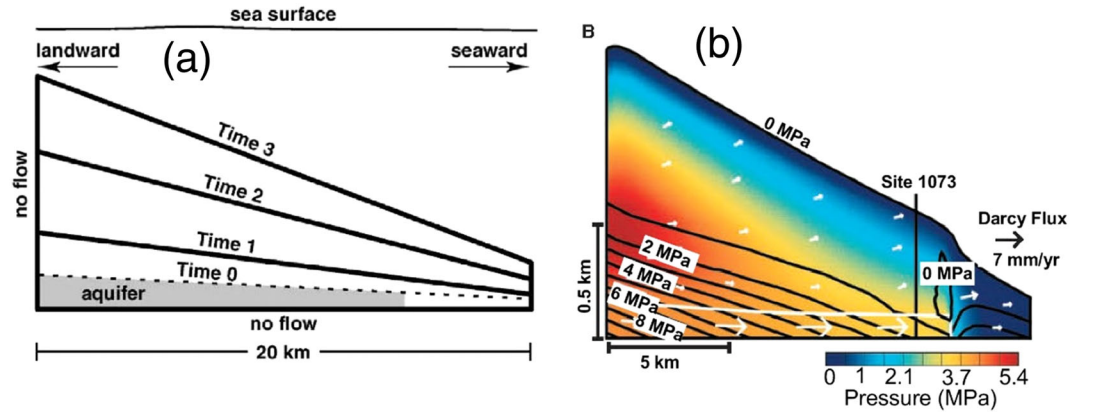 sea surface
landward
(a)
seaward
Time 3
Time 2
Time 1
Time 0
aquifer
no flow
no flow
20 km
B
(b)
0 MPa
Site 1073
Darcy Flux
7 mm/yr
0 MPa
2 MPa
4 MPa
6 MPa
8 MPa
0.5 km
5 km
0 1 2.1 3.7 5.4
Pressure (MPa)